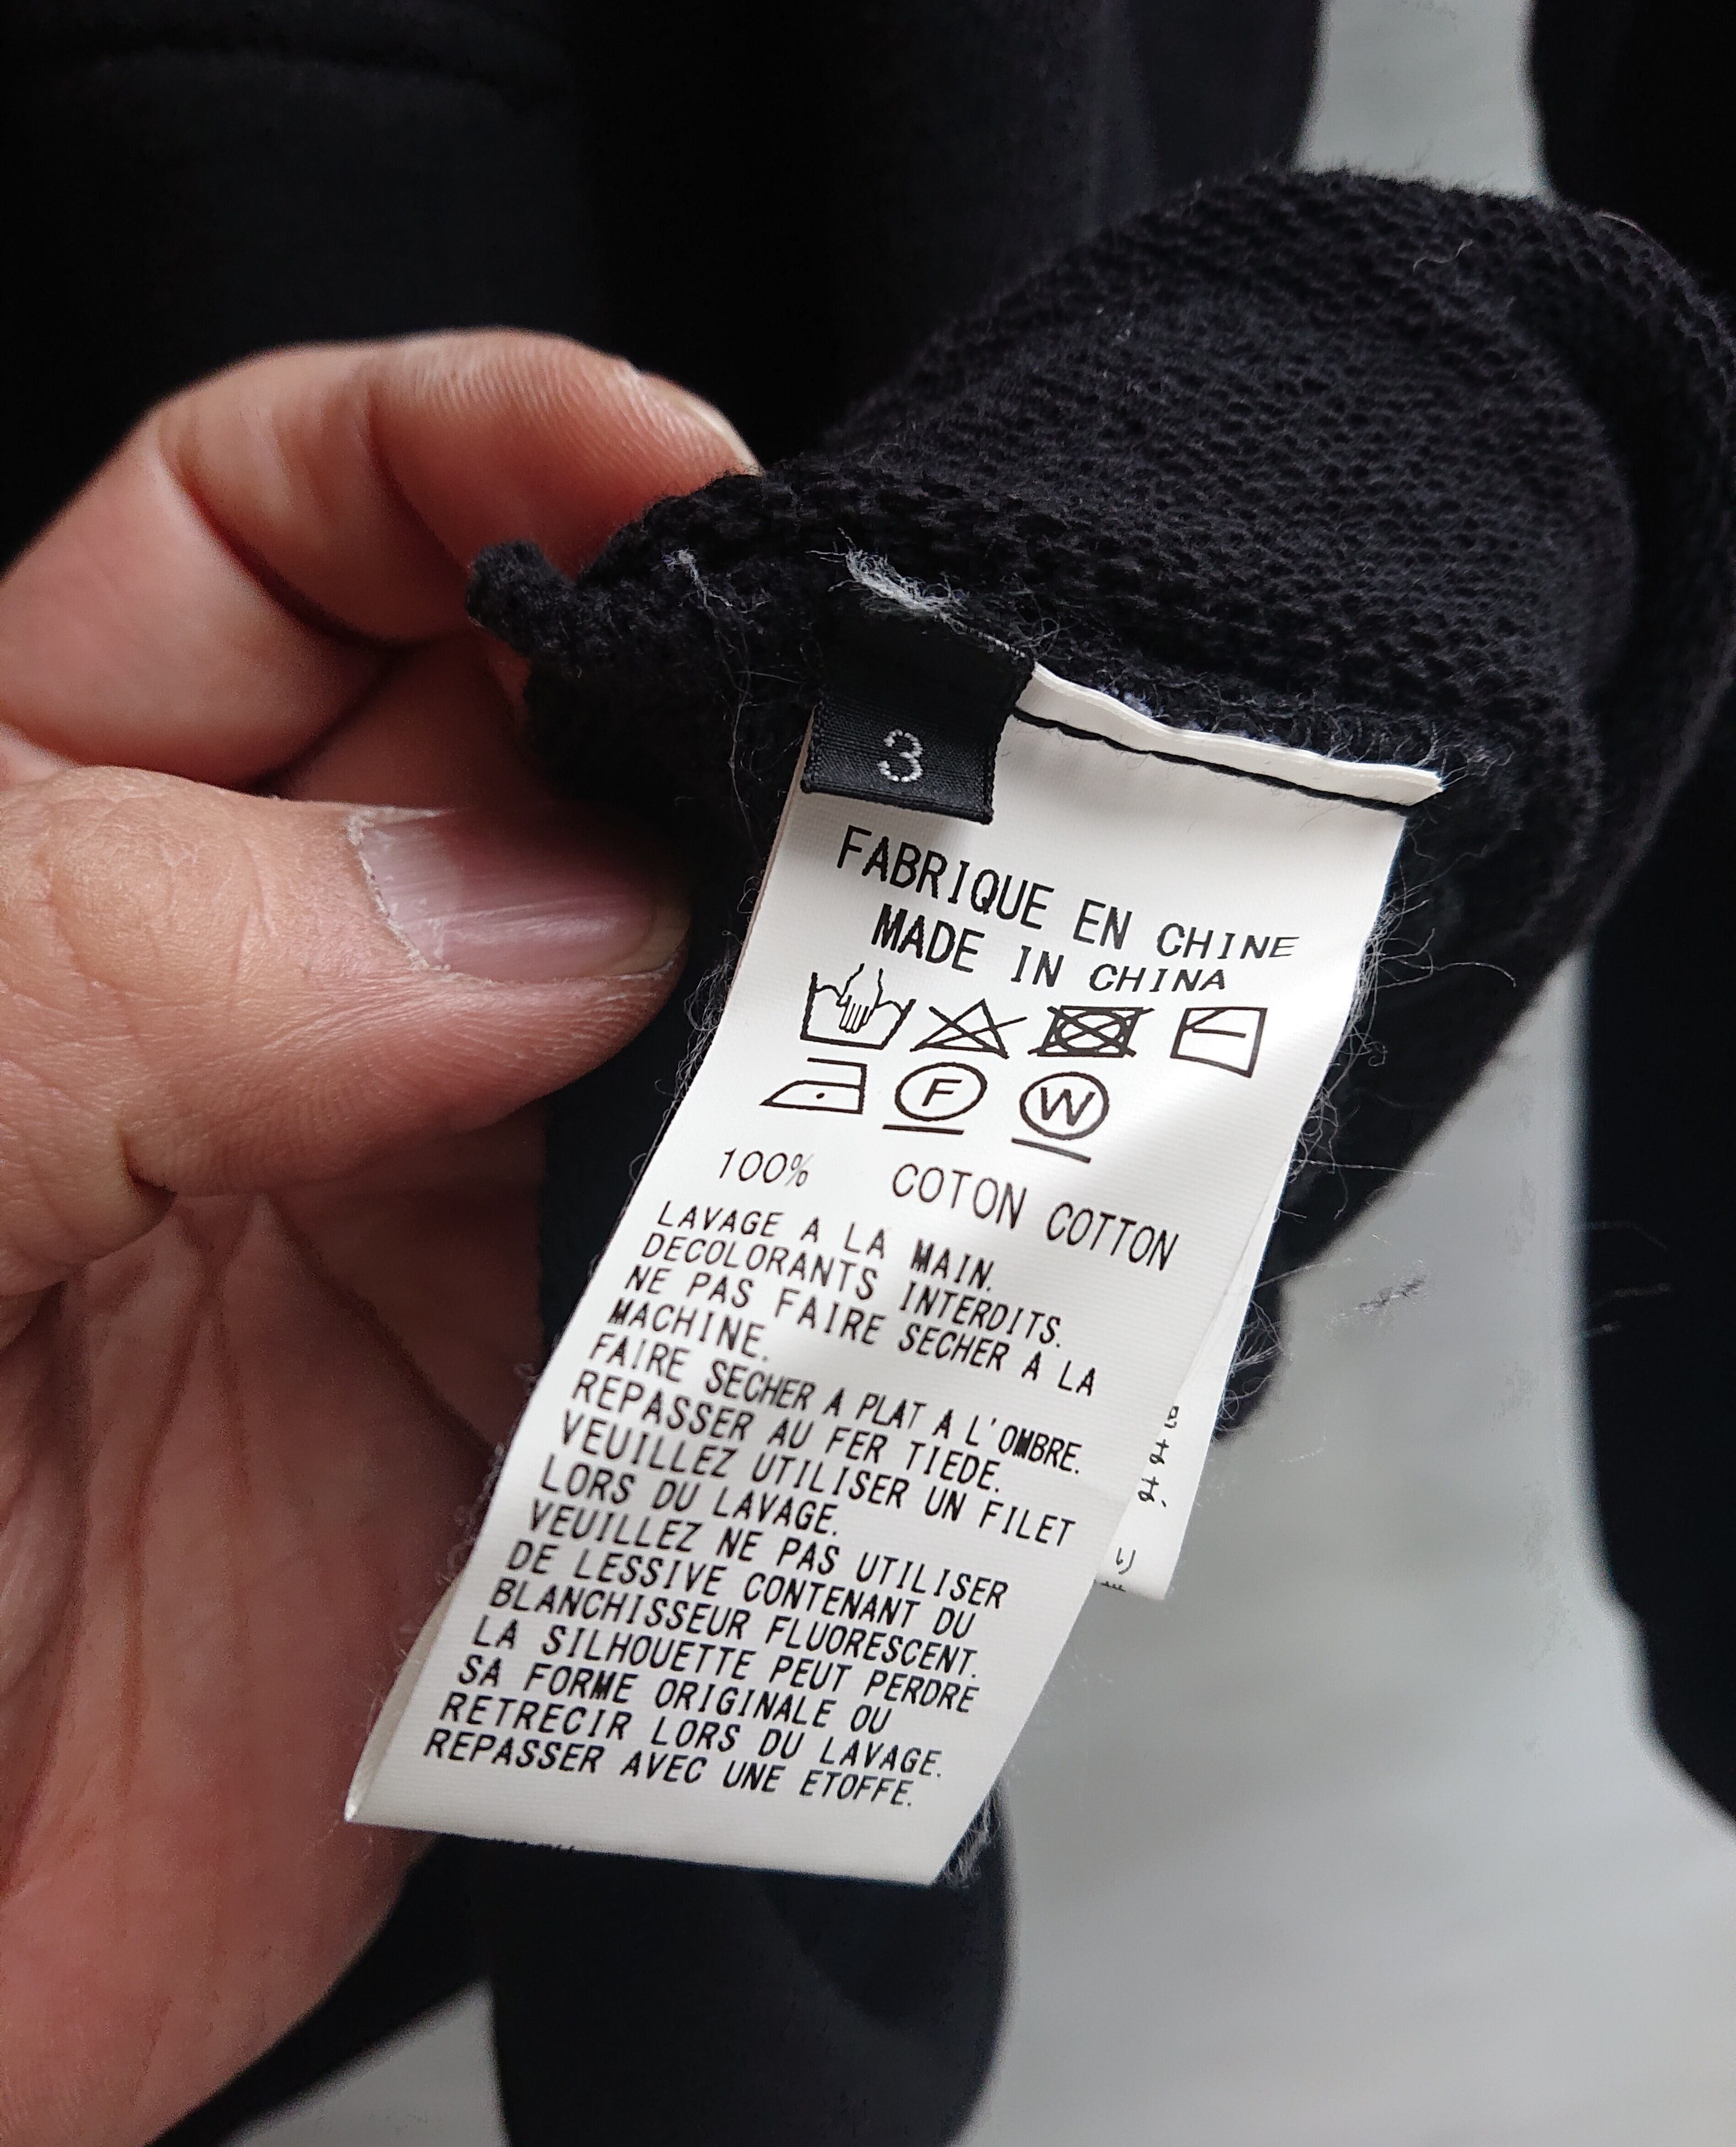 3
FABRIQUE EN CHINE
MADE IN CHINA
F W
100% COTON COTTON
LAVAGE A LA MAIN.
DECOLORANTS INTERDITS.
NE PAS FAIRE SECHER A LA
MACHINE.
FAIRE SECHER A PLAT A L'OMBRE.
REPASSER AU FER TIEDE.
VEUILLEZ UTILISER UN FILET
LORS DU LAVAGE.
VEUILLEZ NE PAS UTILISER
DE LESSIVE CONTENANT DU
BLANCHISSEUR FLUORESCENT.
LA SILHOUETTE PEUT PERDRE
SA FORME ORIGINALE OU
RETRECIR LORS DU LAVAGE.
REPASSER AVEC UNE ETOFFE.